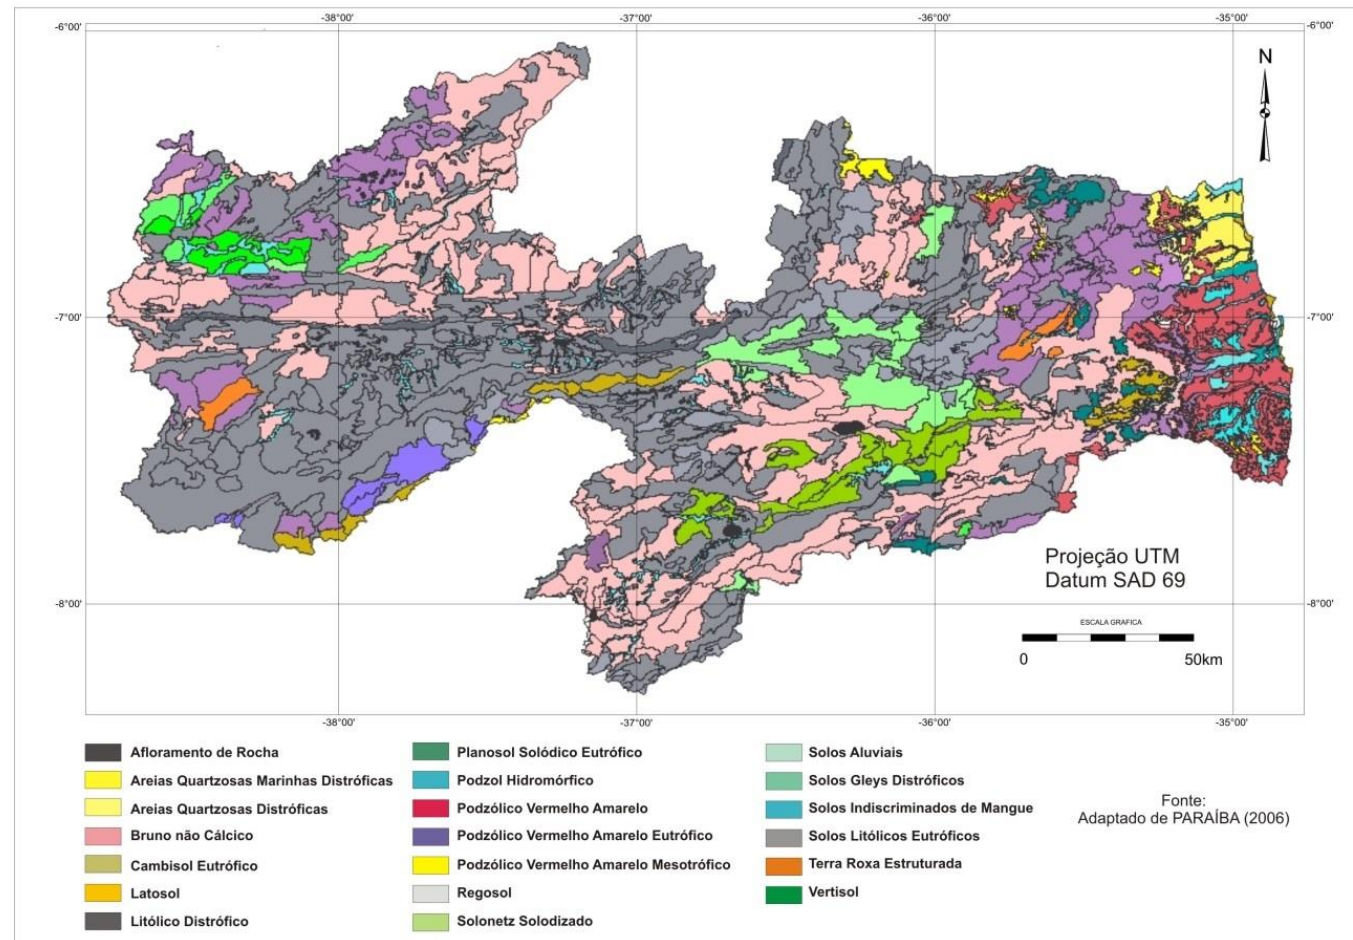 -38°00'
-37°00'
-36°00'
-35°00'
-6°00'
-6°00'
N
-7°00'
-7°00'
Projeção UTM
Datum SAD 69
-8°00'
-8°00'
ESCALA GRAFICA
0 50km
-38°00'
-37°00'
-36°00'
-35°00'
Afloramento de Rocha
Areias Quartzosas Marinhas Distróficas
Areias Quartzosas Distróficas
Bruno não Cálcico
Cambisol Eutrófico
Latosol
Litólico Distrófico
Planosol Solódico Eutrófico
Podzol Hidromórfico
Podzólico Vermelho Amarelo
Podzólico Vermelho Amarelo Eutrófico
Podzólico Vermelho Amarelo Mesotrófico
Regosol
Solonetz Solodizado
Solos Aluviais
Solos Gleys Distróficos
Solos Indiscriminados de Mangue
Solos Litólicos Eutróficos
Terra Roxa Estruturada
Vertisol
Fonte:
Adaptado de PARAÍBA (2006)